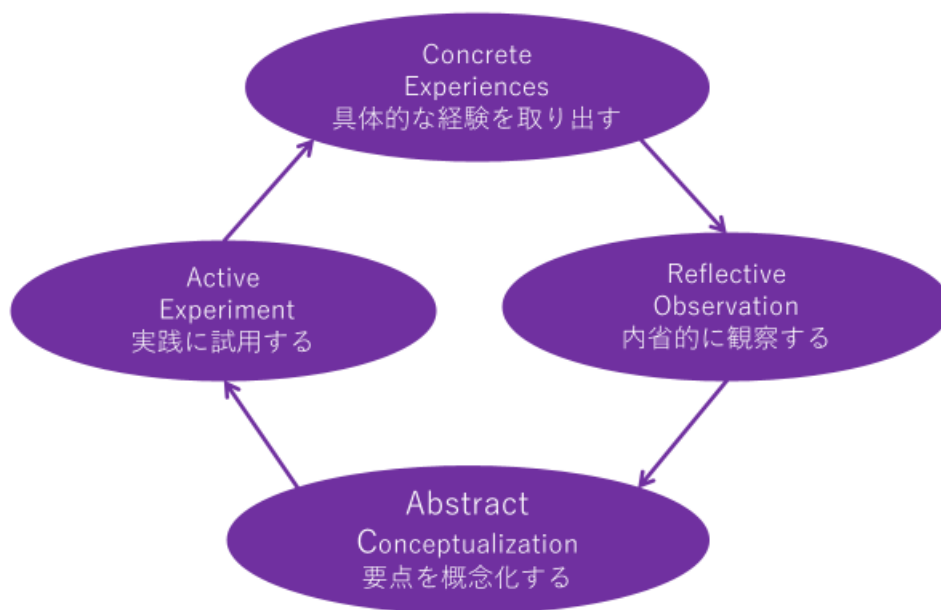 Concrete
Experiences
具体的な経験を取り出す
Reflective
Observation
内省的に観察する
Abstract
Conceptualization
要点を概念化する
Active
Experiment
実践に試用する